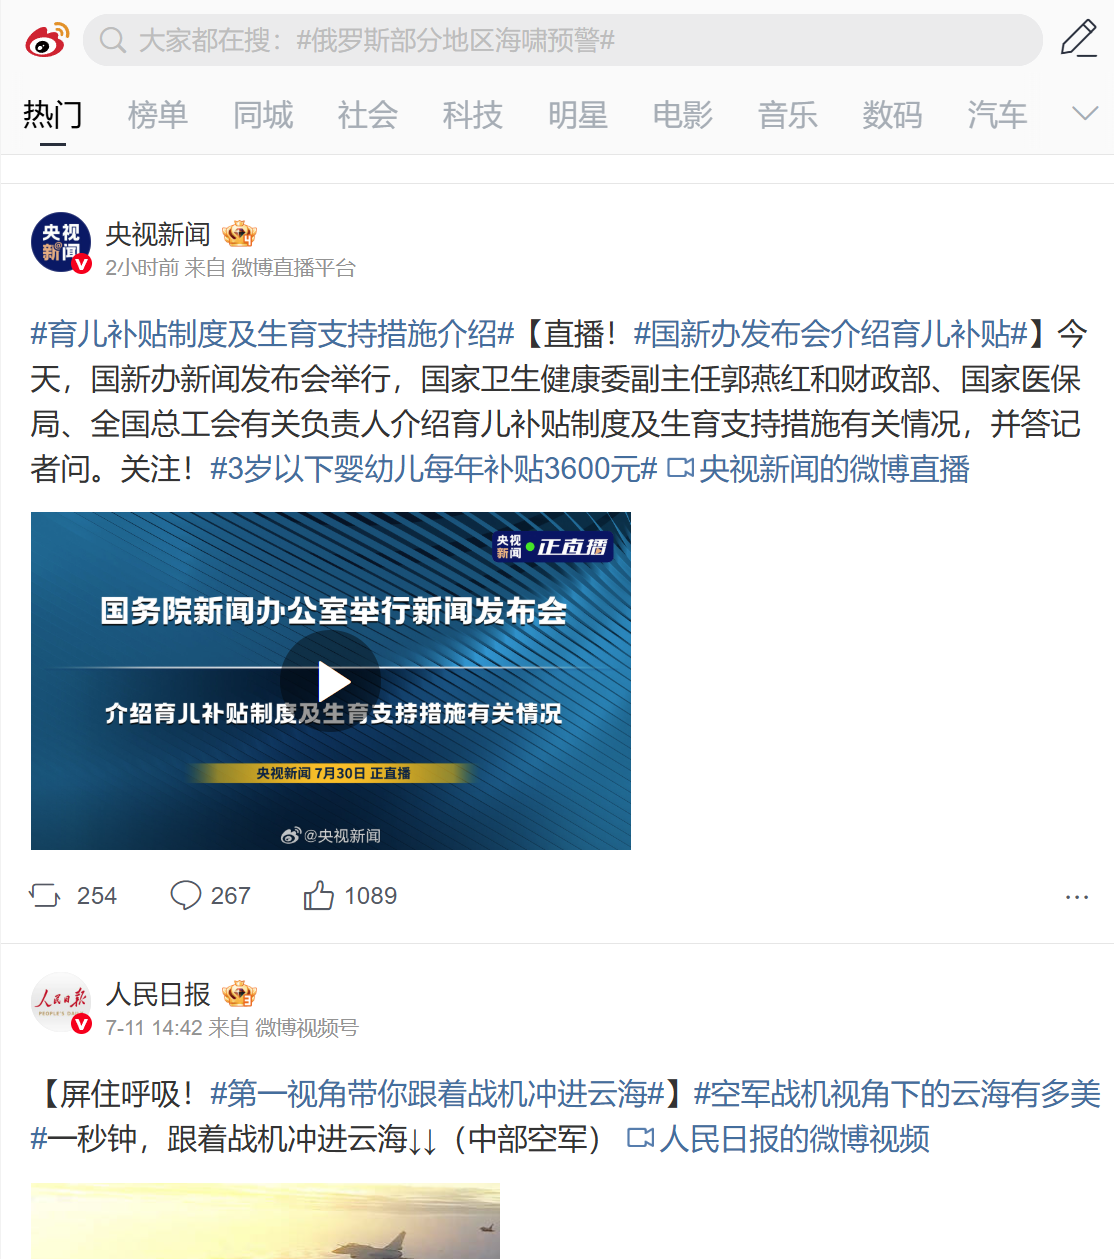 大家都在搜：#俄罗斯部分地区海啸预警#
热门 榜单 同城 社会 科技 明星 电影 音乐 数码 汽车
央视新闻
央视新闻
4
2小时前 来自 微博直播平台
#育儿补贴制度及生育支持措施介绍#【直播！#国新办发布会介绍育儿补贴#】今
天，国新办新闻发布会举行，国家卫生健康委副主任郭燕红和财政部、国家医保
局、全国总工会有关负责人介绍育儿补贴制度及生育支持措施有关情况，并答记
者问。关注！#3岁以下婴幼儿每年补贴3600元# 央视新闻的微博直播
央视新闻 正直播
国务院新闻办公室举行新闻发布会
介绍育儿补贴制度及生育支持措施有关情况
央视新闻 7月30日 正直播
@央视新闻
254 267 1089
人民日报
PEOPLE'S DAILY
人民日报
3
7-11 14:42 来自 微博视频号
【屏住呼吸！#第一视角带你跟着战机冲进云海#】#空军战机视角下的云海有多美
#一秒钟，跟着战机冲进云海↓↓（中部空军） 人民日报的微博视频